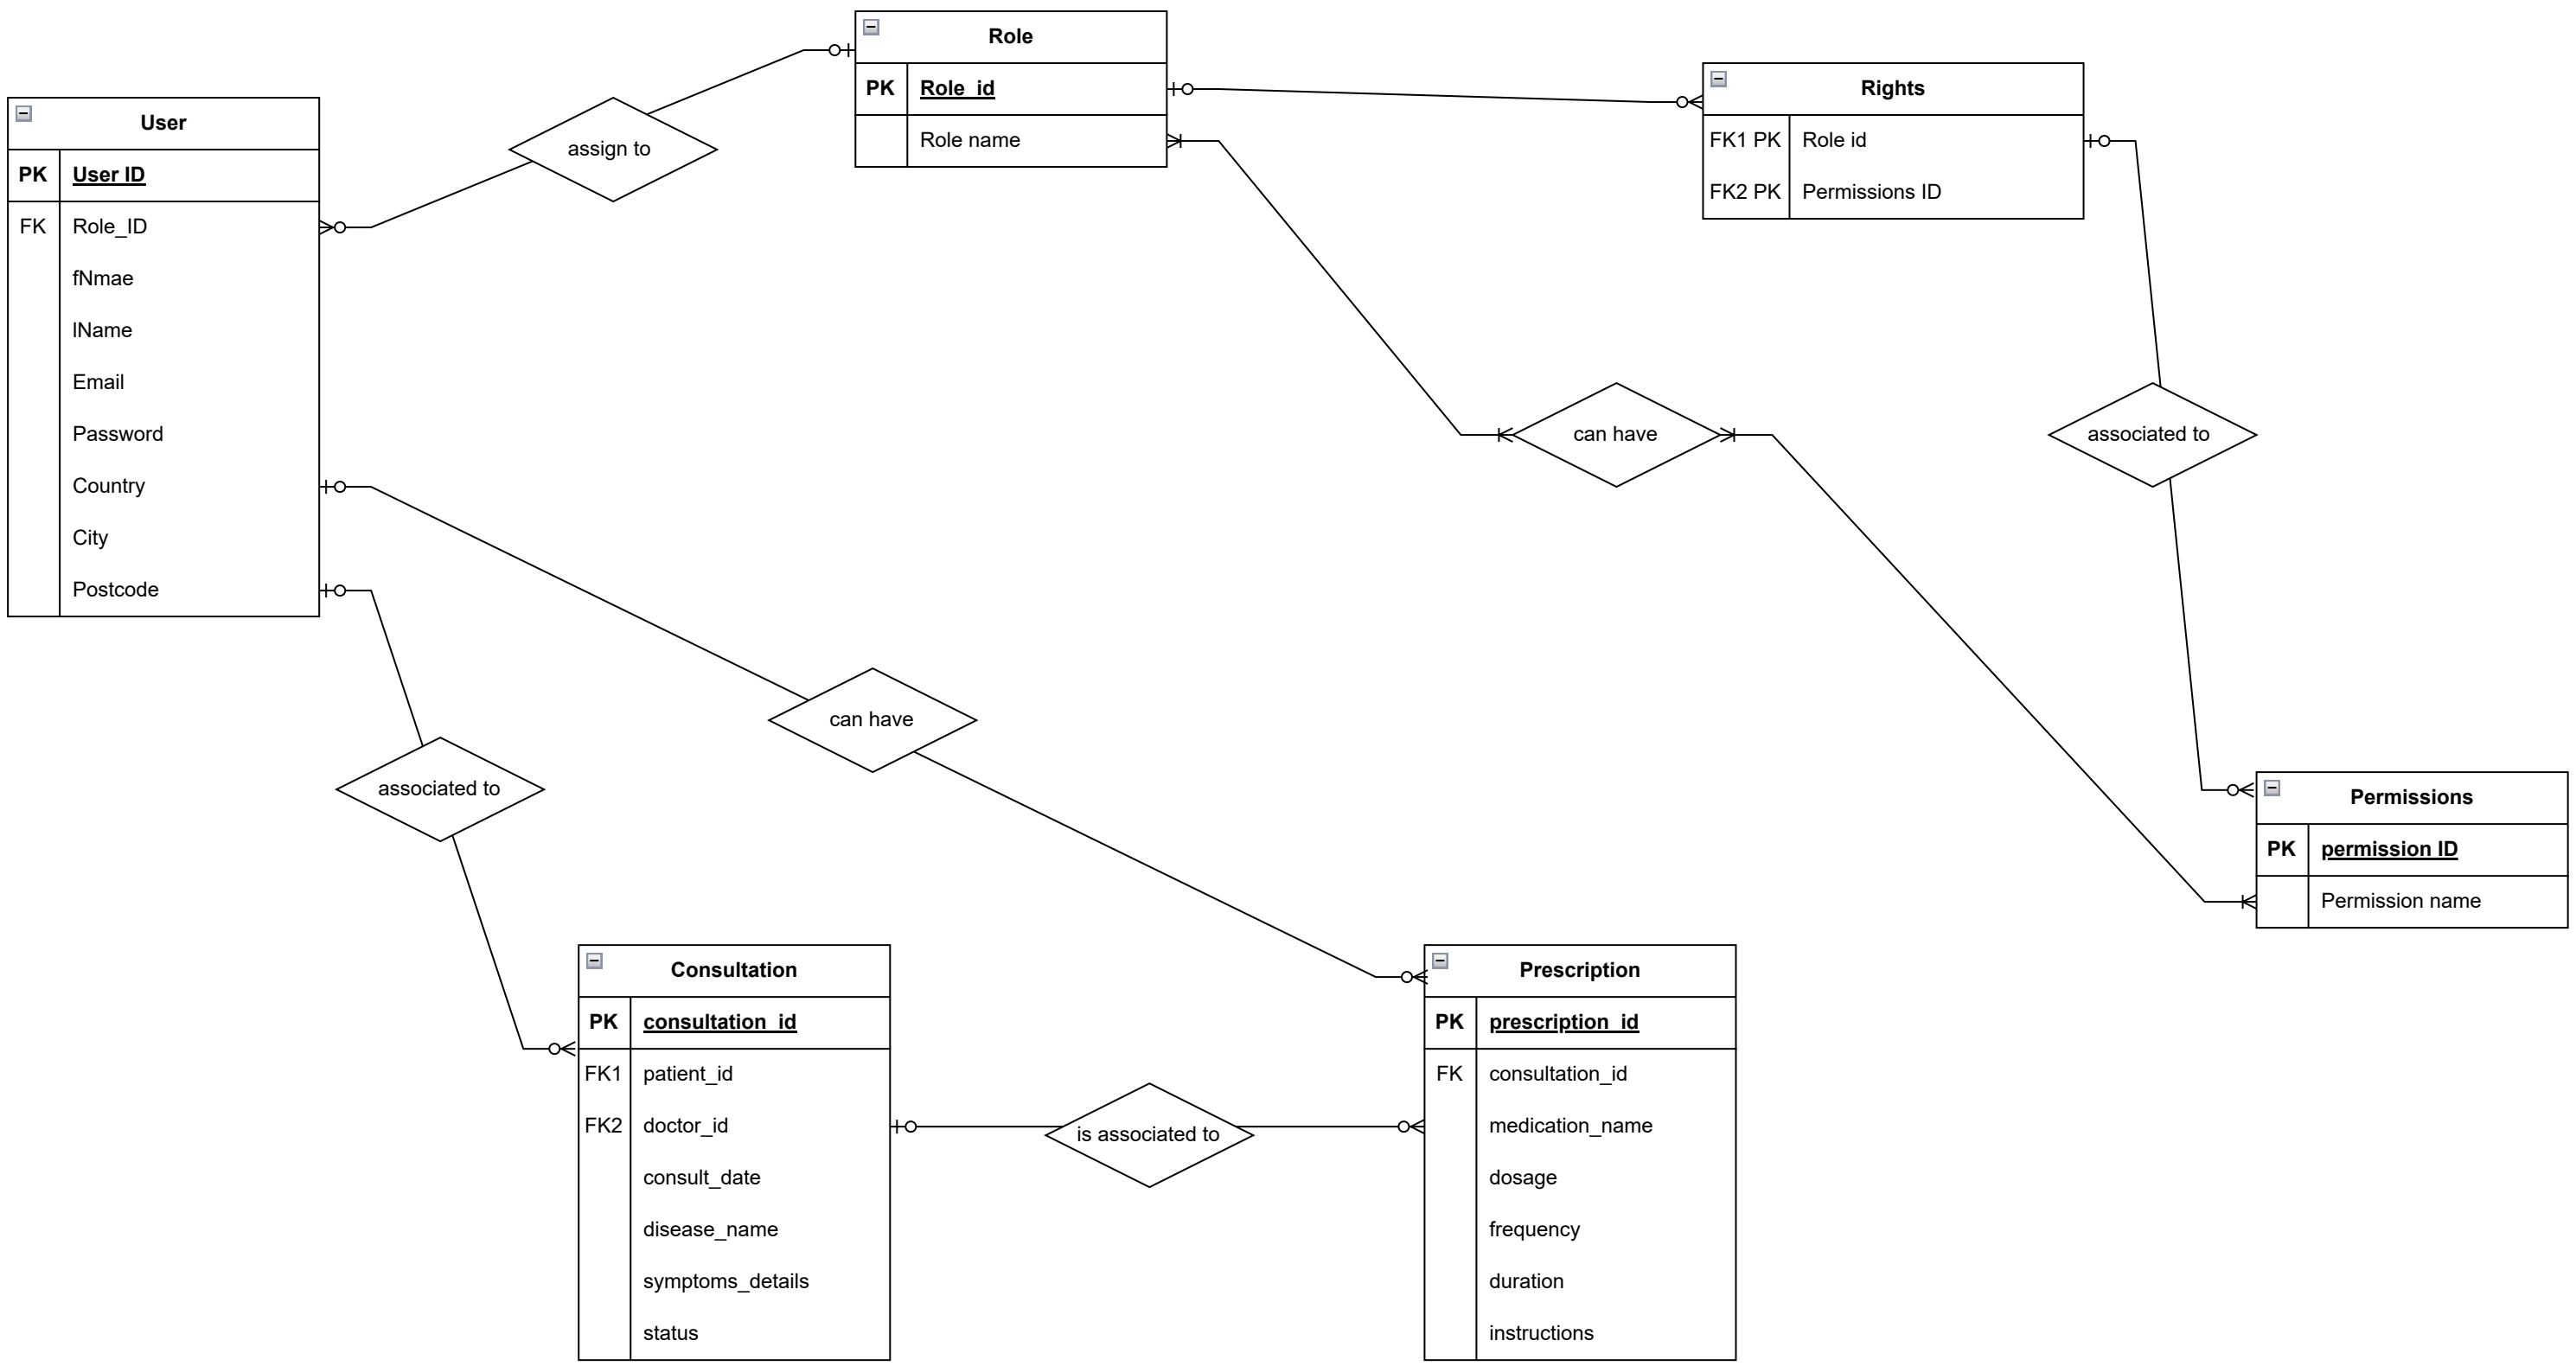 Role
PK Role_id
Role name
Rights
FK1 PK Role id
FK2 PK Permissions ID
User
PK User ID
FK Role_ID
fNmae
lName
Email
Password
Country
City
Postcode
assign to
can have
associated to
can have
associated to
Permissions
PK permission ID
Permission name
Consultation
PK consultation_id
FK1 patient_id
FK2 doctor_id
consult_date
disease_name
symptoms_details
status
is associated to
Prescription
PK prescription_id
FK consultation_id
medication_name
dosage
frequency
duration
instructions